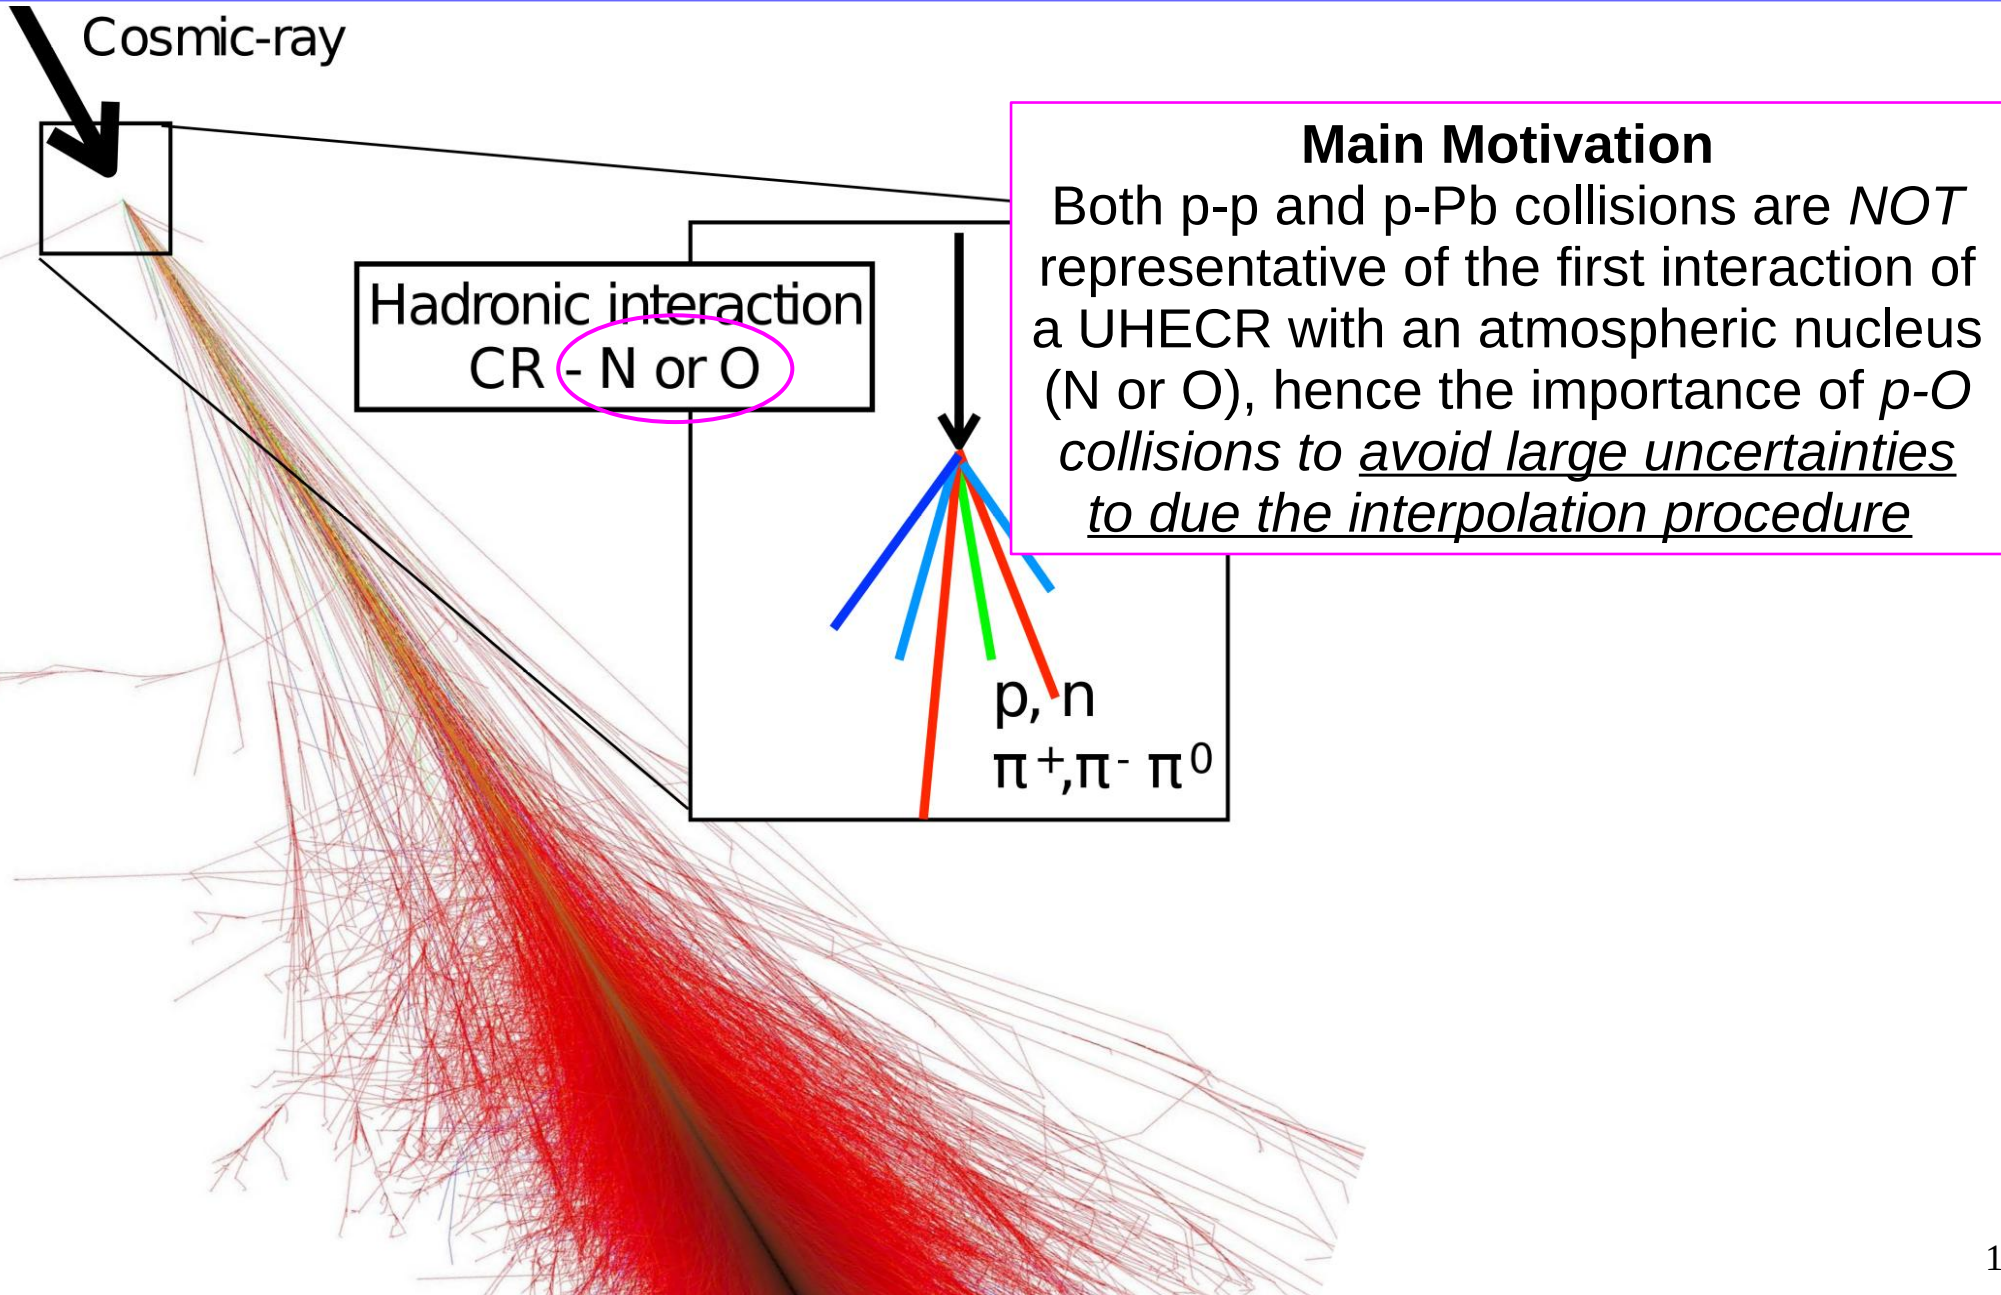 Cosmic-ray
Main Motivation
Both p-p and p-Pb collisions are NOT
representative of the first interaction of
a UHECR with an atmospheric nucleus
(N or O), hence the importance of p-O
collisions to avoid large uncertainties
to due the interpolation procedure
Hadronic interaction
CR - N or O
p, n
π⁺,π⁻ π⁰
1